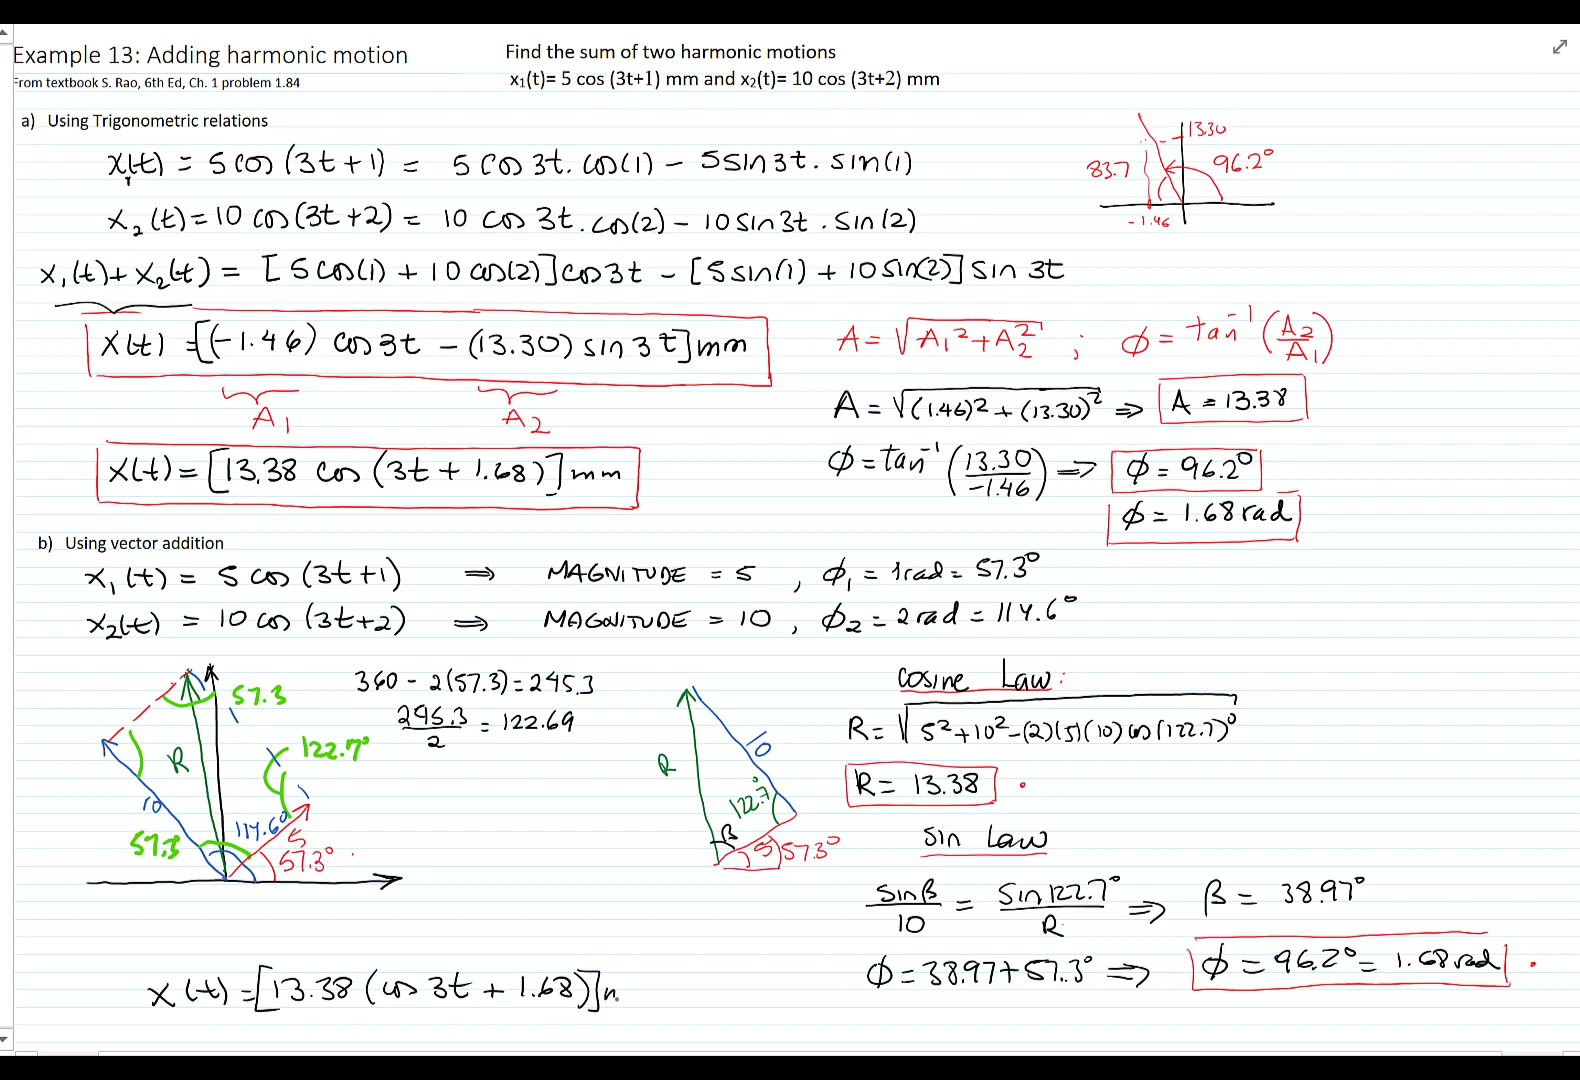 Example 13: Adding harmonic motion
From textbook S. Rao, 6th Ed, Ch. 1 problem 1.84
Find the sum of two harmonic motions
x₁(t)= 5 cos (3t+1) mm and x₂(t)= 10 cos (3t+2) mm
a) Using Trigonometric relations
x₁(t) = 5 cos (3t+1) = 5 cos 3t . cos(1) − 5 sin 3t . sin(1)
x₂(t) = 10 cos(3t+2) = 10 cos 3t . cos(2) − 10 sin 3t . sin(2)
x₁(t) + x₂(t) = [5 cos(1) + 10 cos(2)] cos 3t − [5 sin(1) + 10 sin(2)] sin 3t
13.30
83.7
96.2°
-1.46
x(t) = [(-1.46) cos 3t − (13.30) sin 3t] mm
A₁ A₂
A = √(A₁² + A₂²) ; φ = tan⁻¹ (A₂/A₁)
A = √((1.46)² + (13.30)²) ⇒ A = 13.38
x(t) = [13.38 cos (3t + 1.68)] mm
φ = tan⁻¹ (13.30/-1.46) ⇒ φ = 96.2°
φ = 1.68 rad
b) Using vector addition
x₁(t) = 5 cos (3t+1) ⇒ MAGNITUDE = 5 , φ₁ = 1 rad = 57.3°
x₂(t) = 10 cos (3t+2) ⇒ MAGNITUDE = 10 , φ₂ = 2 rad = 114.6°
57.3
R
122.7°
10
114.6°
5
57.3
57.3°
360 − 2(57.3) = 245.3
245.3/2 = 122.69
R
10
122.7°
β
5
57.3°
cosine Law:
R = √(5² + 10² − (2)(5)(10) cos(122.7)°)
R = 13.38
sin Law
sinβ/10 = sin 122.7°/R ⇒ β = 38.97°
φ = 38.97 + 57.3° ⇒ φ = 96.2° = 1.68 rad
x(t) = [13.38 (cos 3t + 1.68)]